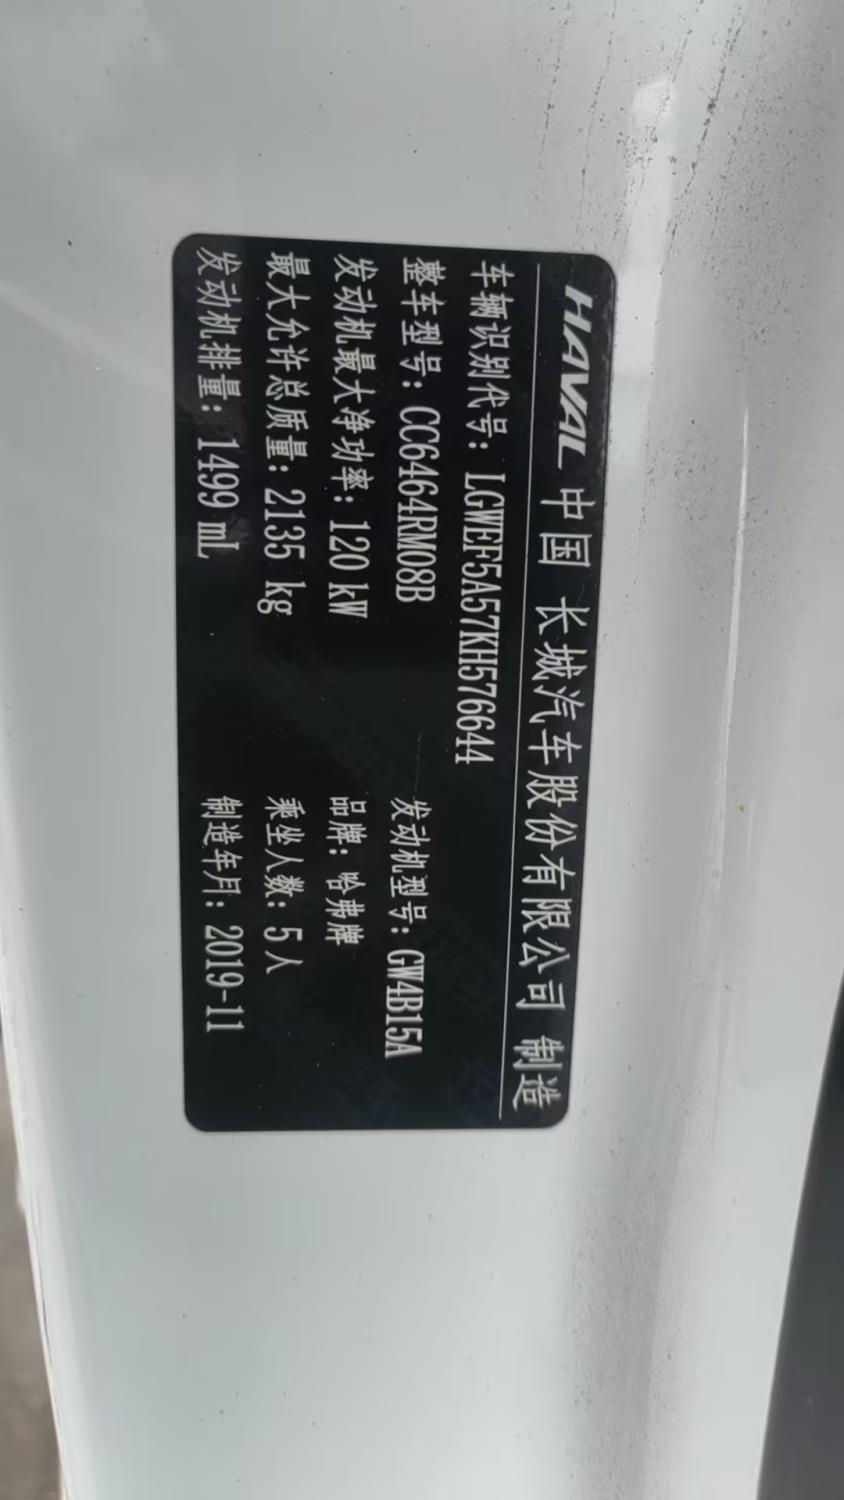 HAVAL 中国 长城汽车股份有限公司 制造
车辆识别代号: LGWEF5A57KH576644
整车型号: CC6464RM08B 发动机型号: GW4B15A
发动机最大净功率: 120 kW 品牌: 哈弗牌
最大允许总质量: 2135 kg 乘坐人数: 5人
发动机排量: 1499 mL 制造年月: 2019-11